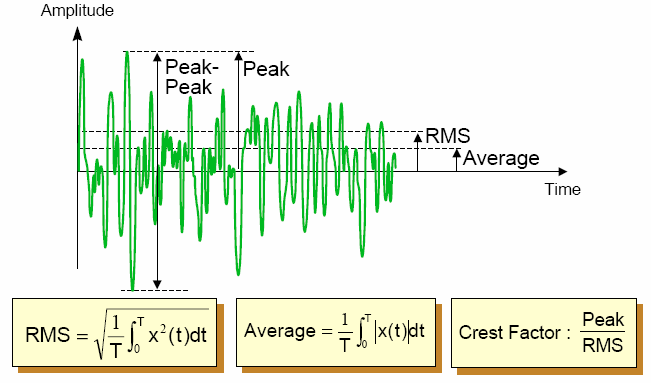 Amplitude
Peak-
Peak
Peak
RMS
Average
Time
RMS = √(1/T ∫₀ᵀ x²(t)dt)
Average = 1/T ∫₀ᵀ |x(t)|dt
Crest Factor : Peak/RMS